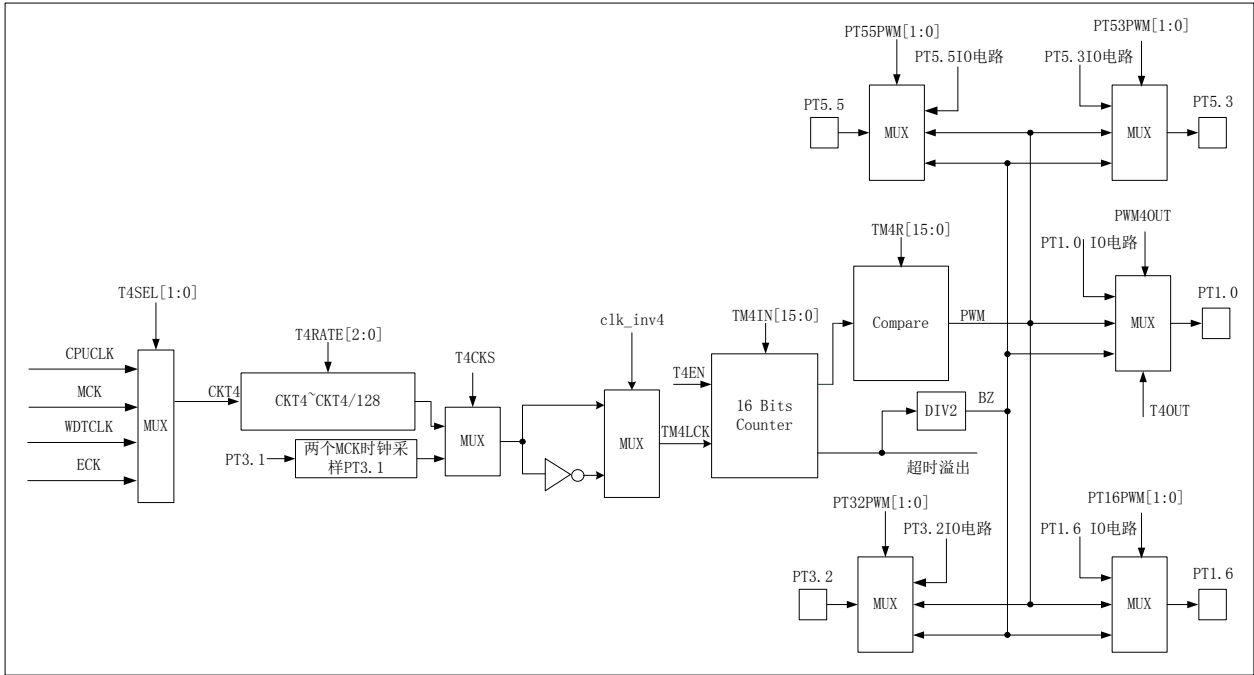 PT55PWM[1:0]
PT53PWM[1:0]
PT5.5IO电路
PT5.3IO电路
PT5.5
MUX
MUX
PT5.3
TM4R[15:0]
PWM4OUT
PT1.0 IO电路
PT1.0
T4SEL[1:0]
clk_inv4
TM4IN[15:0]
Compare
PWM
MUX
T4RATE[2:0]
CPUCLK
T4CKS
T4EN
MCK
CKT4
CKT4~CKT4/128
16 Bits
Counter
DIV2
BZ
T4OUT
MUX
MUX
MUX
TM4LCK
WDTCLK
PT3.1
两个MCK时钟采
样PT3.1
超时溢出
ECK
PT32PWM[1:0]
PT16PWM[1:0]
PT3.2IO电路
PT1.6 IO电路
PT3.2
MUX
MUX
PT1.6